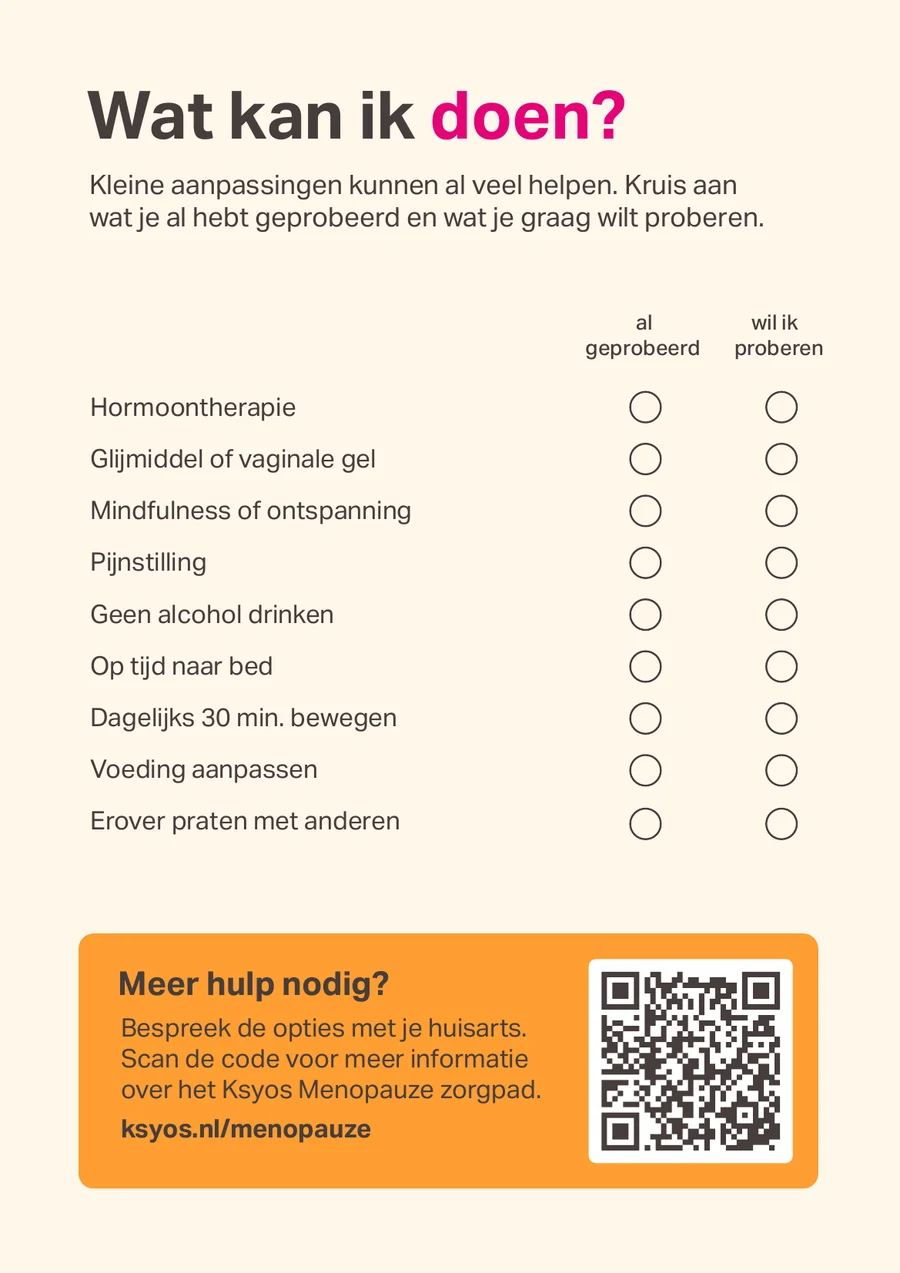 Wat kan ik doen?
Kleine aanpassingen kunnen al veel helpen. Kruis aan
wat je al hebt geprobeerd en wat je graag wilt proberen.
al geprobeerd
wil ik proberen
Hormoontherapie
Glijmiddel of vaginale gel
Mindfulness of ontspanning
Pijnstilling
Geen alcohol drinken
Op tijd naar bed
Dagelijks 30 min. bewegen
Voeding aanpassen
Erover praten met anderen
Meer hulp nodig?
Bespreek de opties met je huisarts.
Scan de code voor meer informatie
over het Ksyos Menopauze zorgpad.
ksyos.nl/menopauze